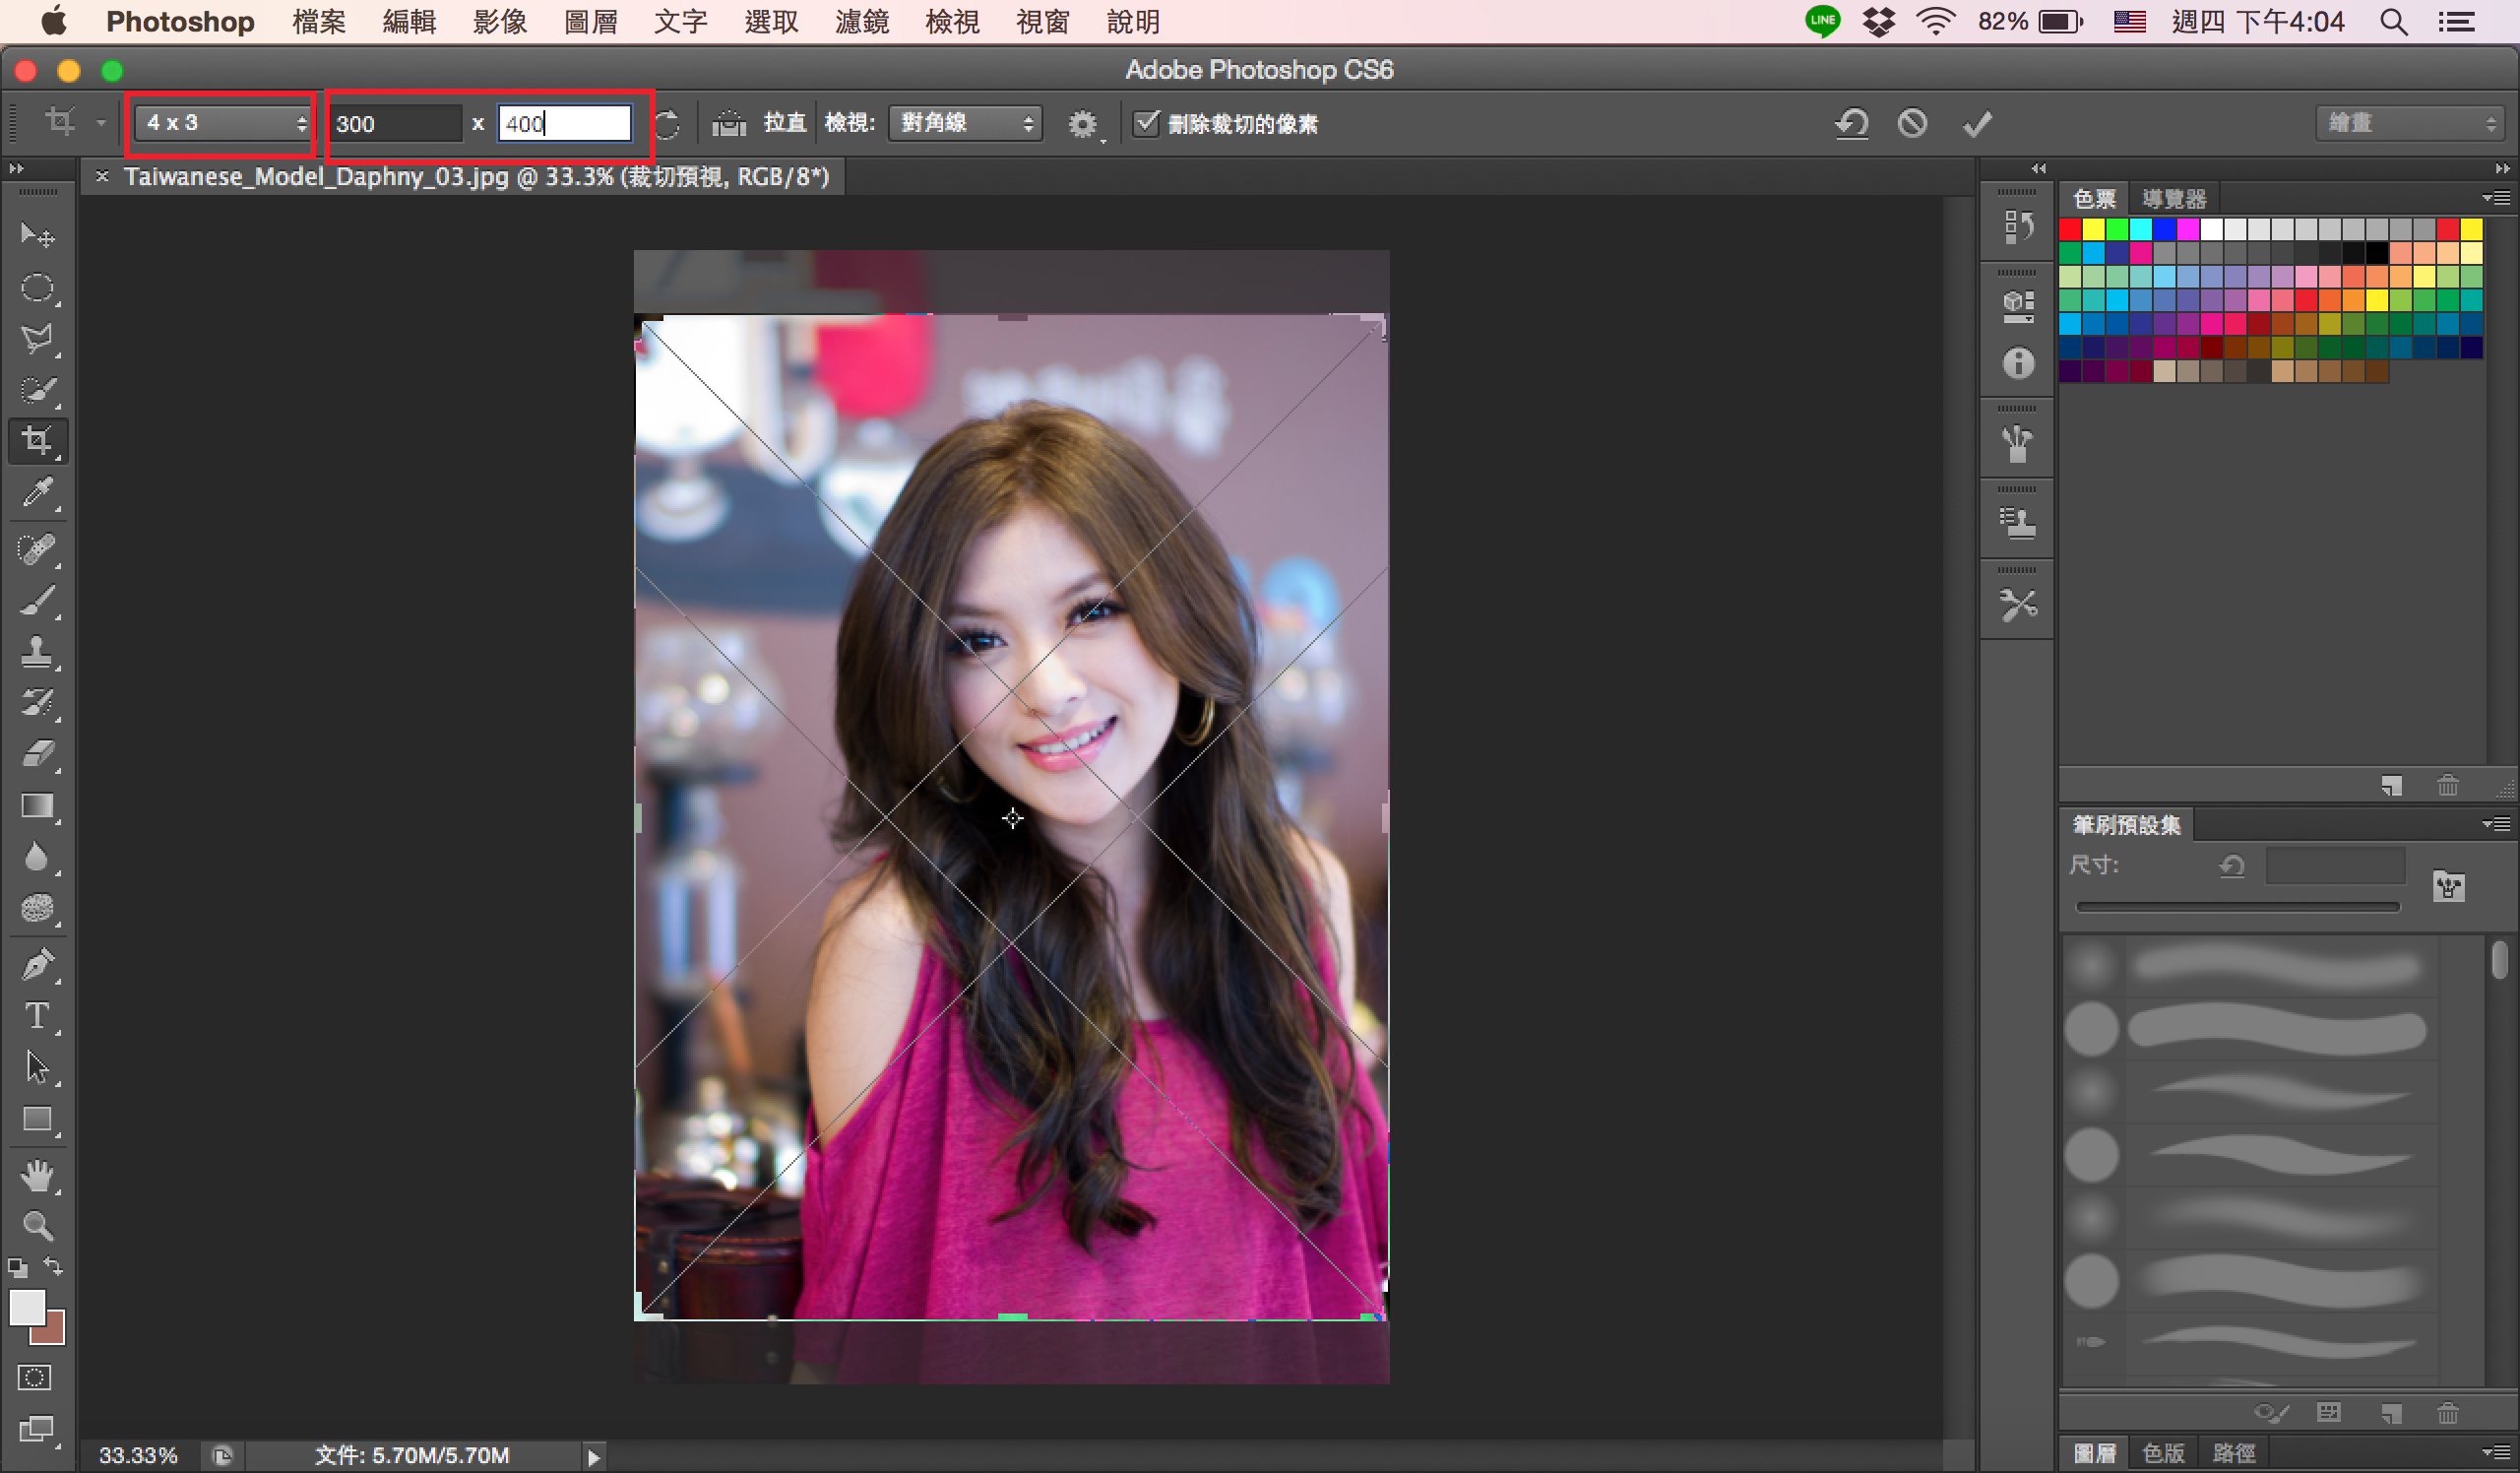 Photoshop 檔案 編輯 影像 圖層 文字 選取 濾鏡 檢視 視窗 說明 LINE 82% 週四 下午4:04
Adobe Photoshop CS6
4 x 3 300 x 400 拉直 檢視: 對角線 刪除裁切的像素 繪畫
× Taiwanese_Model_Daphny_03.jpg @ 33.3% (裁切預視, RGB/8*)
色票 導覽器
筆刷預設集
尺寸:
T
33.33% 文件: 5.70M/5.70M
圖層 色版 路徑